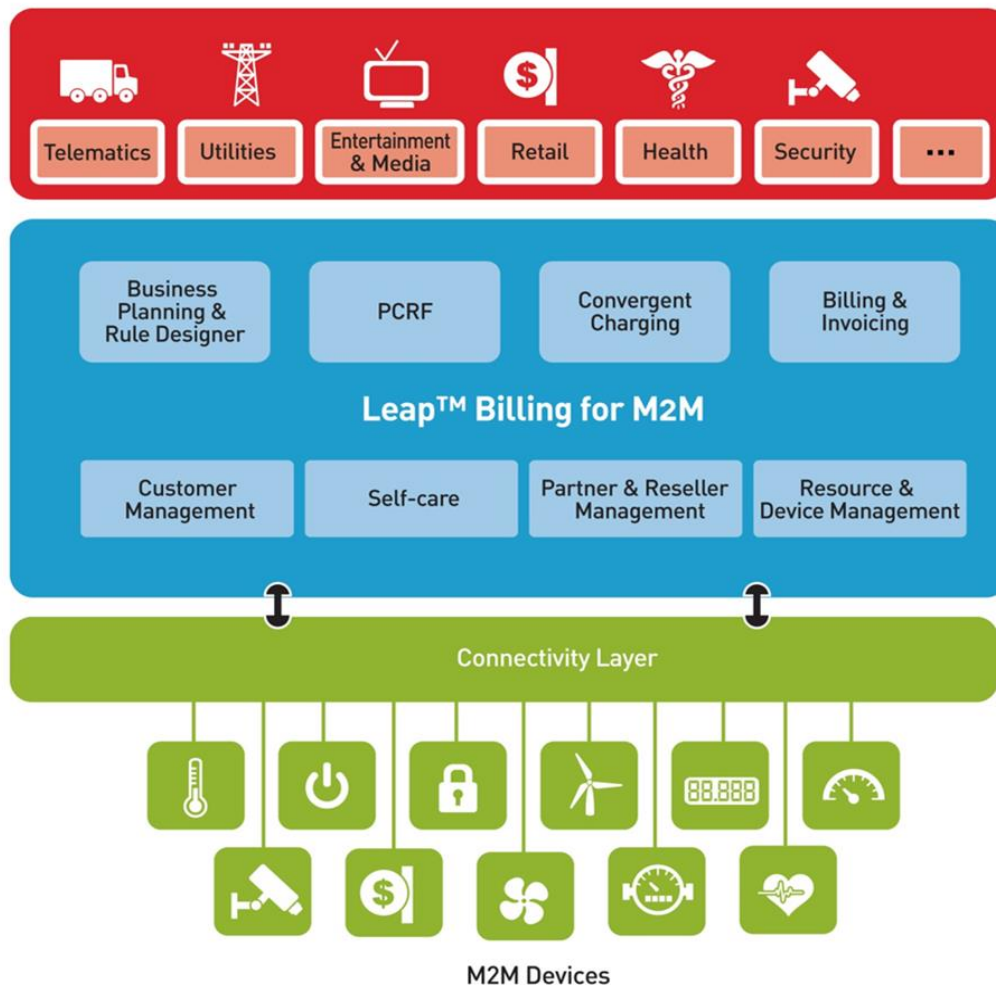 Telematics
Utilities
Entertainment
& Media
Retail
Health
Security
...
Business
Planning &
Rule Designer
PCRF
Convergent
Charging
Billing &
Invoicing
Leap™ Billing for M2M
Customer
Management
Self-care
Partner & Reseller
Management
Resource &
Device Management
Connectivity Layer
88.888
M2M Devices